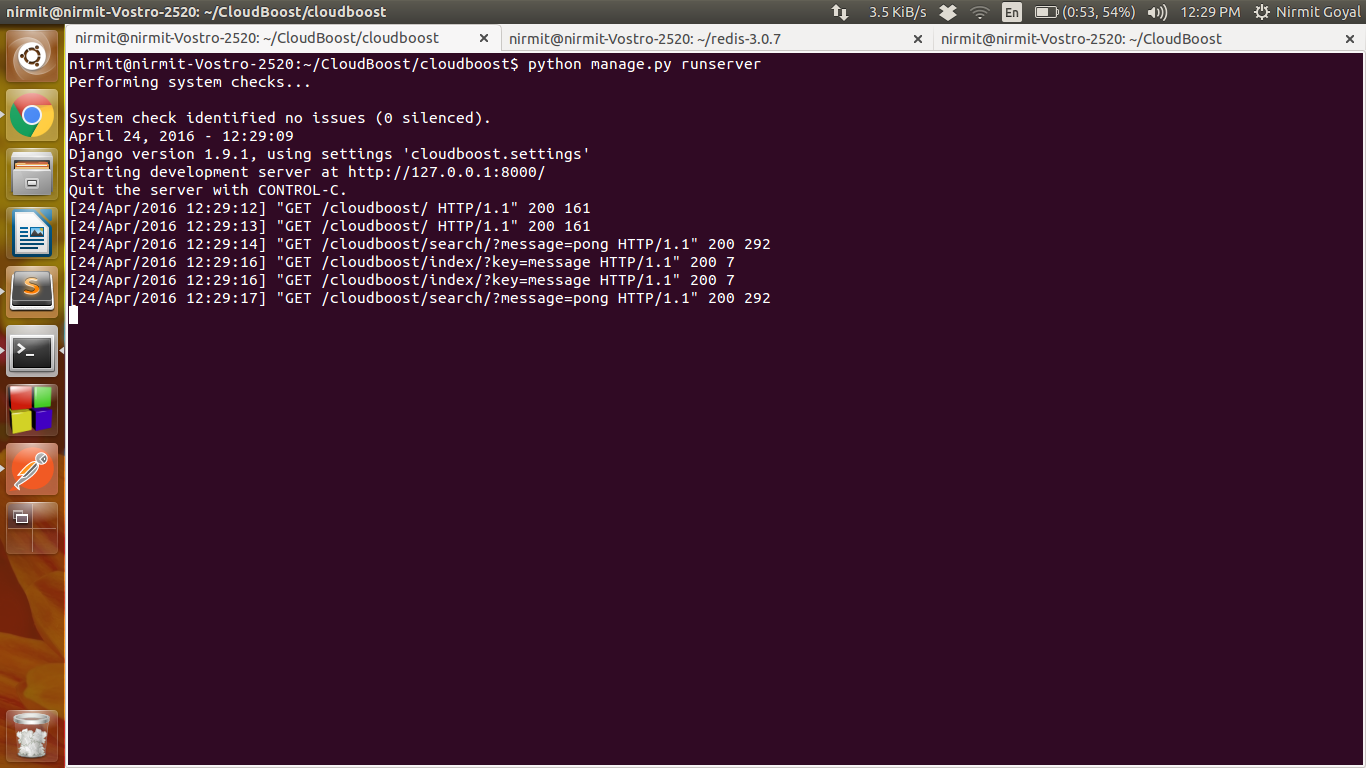 nirmit@nirmit-Vostro-2520: ~/CloudBoost/cloudboost
3.5 KiB/s
En
(0:53, 54%)
12:29 PM
Nirmit Goyal
nirmit@nirmit-Vostro-2520: ~/CloudBoost/cloudboost
nirmit@nirmit-Vostro-2520: ~/redis-3.0.7
nirmit@nirmit-Vostro-2520: ~/CloudBoost
nirmit@nirmit-Vostro-2520:~/CloudBoost/cloudboost$ python manage.py runserver
Performing system checks...
System check identified no issues (0 silenced).
April 24, 2016 - 12:29:09
Django version 1.9.1, using settings 'cloudboost.settings'
Starting development server at http://127.0.0.1:8000/
Quit the server with CONTROL-C.
[24/Apr/2016 12:29:12] "GET /cloudboost/ HTTP/1.1" 200 161
[24/Apr/2016 12:29:13] "GET /cloudboost/ HTTP/1.1" 200 161
[24/Apr/2016 12:29:14] "GET /cloudboost/search/?message=pong HTTP/1.1" 200 292
[24/Apr/2016 12:29:16] "GET /cloudboost/index/?key=message HTTP/1.1" 200 7
[24/Apr/2016 12:29:16] "GET /cloudboost/index/?key=message HTTP/1.1" 200 7
[24/Apr/2016 12:29:17] "GET /cloudboost/search/?message=pong HTTP/1.1" 200 292